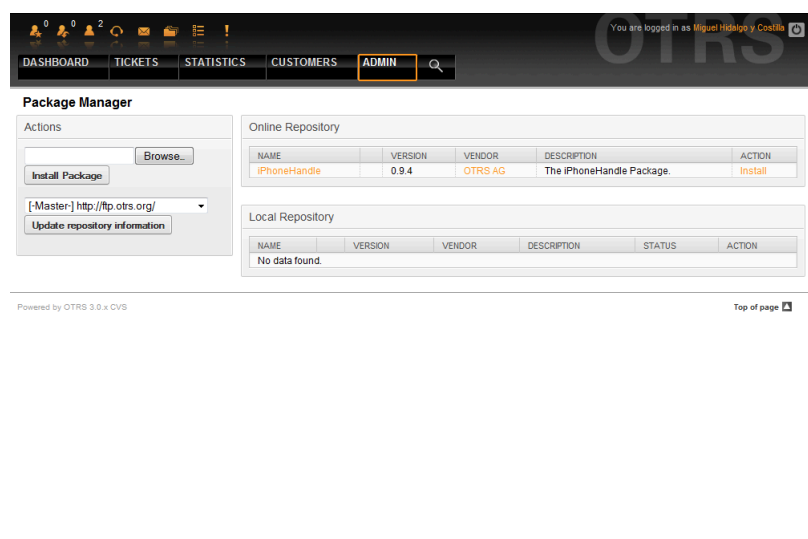 0 0 2
You are logged in as Miguel Hidalgo y Costilla
OTRS
DASHBOARD TICKETS STATISTICS CUSTOMERS ADMIN
Package Manager
Actions
Browse..
Install Package
[-Master-] http://ftp.otrs.org/
Update repository information
Online Repository
NAME VERSION VENDOR DESCRIPTION ACTION
iPhoneHandle 0.9.4 OTRS AG The iPhoneHandle Package. Install
Local Repository
NAME VERSION VENDOR DESCRIPTION STATUS ACTION
No data found.
Powered by OTRS 3.0.x CVS
Top of page